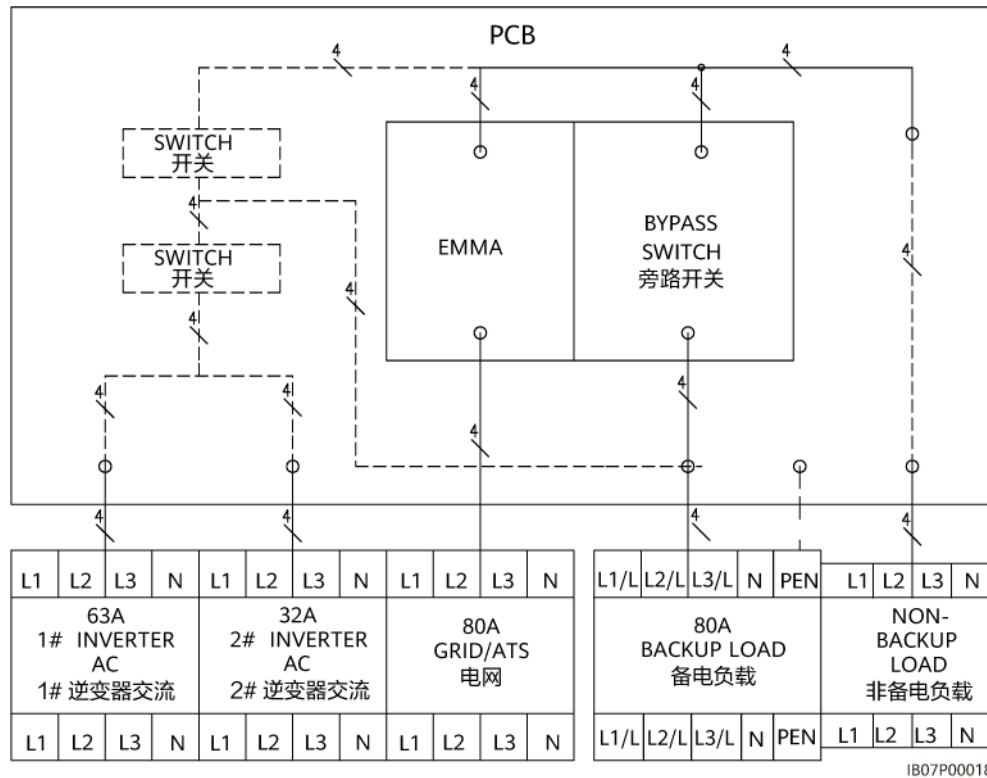 PCB
4
4
4
4
SWITCH
开关
4
SWITCH
开关
4
4
EMMA
BYPASS
SWITCH
旁路开关
4
4
4
4
4
4
4
4
4
4
L1 L2 L3 N L1 L2 L3 N L1 L2 L3 N L1/L L2/L L3/L N PEN L1 L2 L3 N
63A
1# INVERTER
AC
1# 逆变器交流
32A
2# INVERTER
AC
2# 逆变器交流
80A
GRID/ATS
电网
80A
BACKUP LOAD
备电负载
NON-
BACKUP
LOAD
非备电负载
L1 L2 L3 N L1 L2 L3 N L1 L2 L3 N L1/L L2/L L3/L N PEN L1 L2 L3 N
IB07P00018